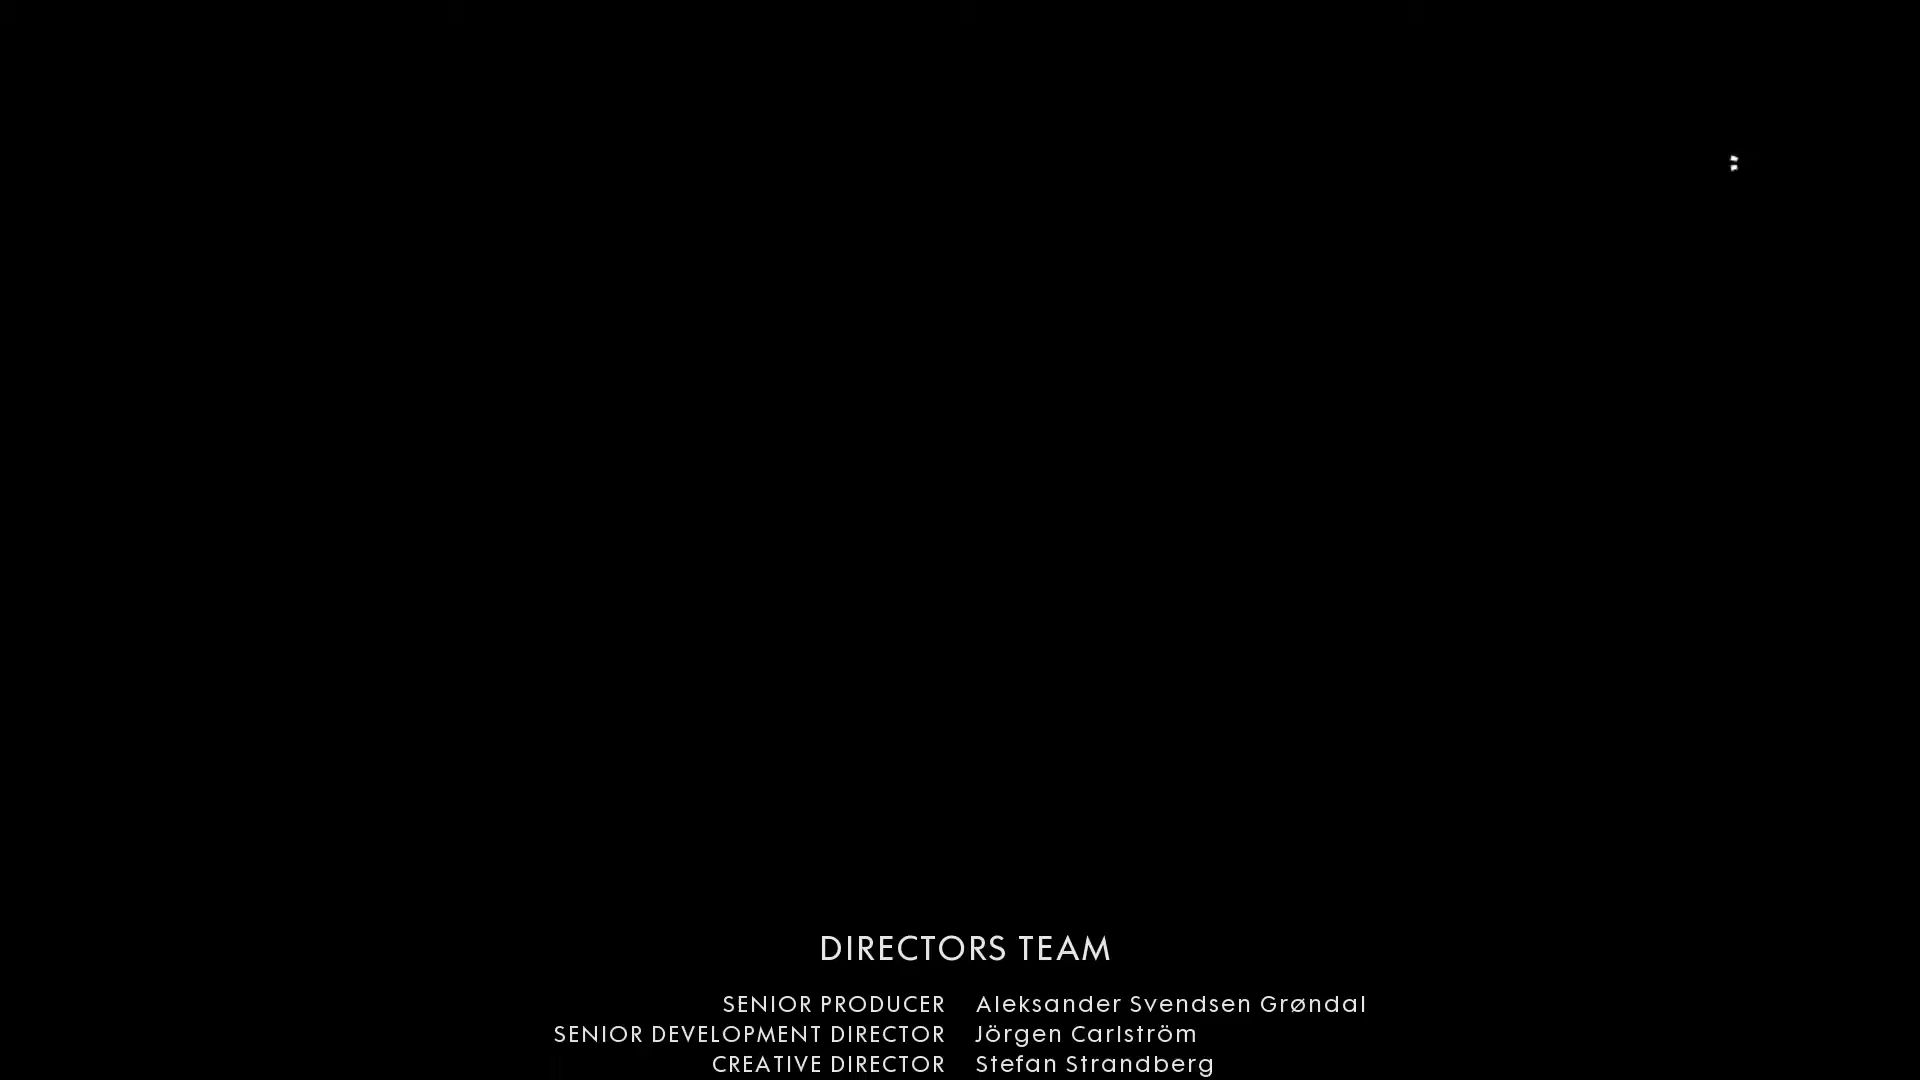 DIRECTORS TEAM
SENIOR PRODUCER Aleksander Svendsen Grøndal
SENIOR DEVELOPMENT DIRECTOR Jörgen Carlström
CREATIVE DIRECTOR Stefan Strandberg